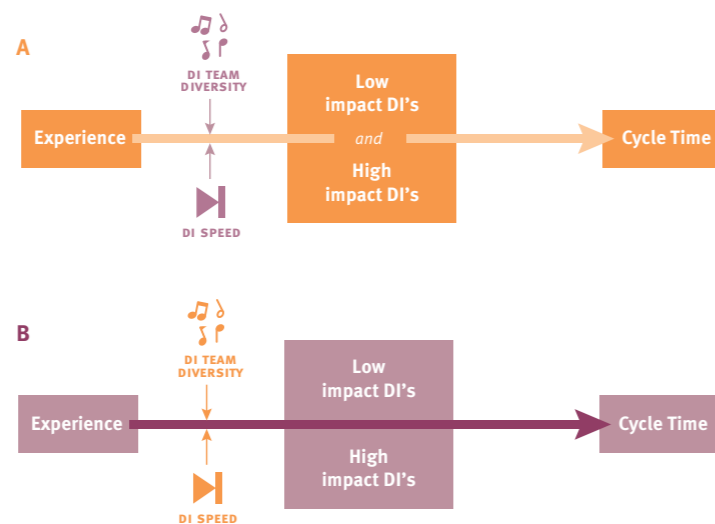 A
DI TEAM
DIVERSITY
Low
impact DI's
Experience
and
Cycle Time
High
impact DI's
DI SPEED
B
DI TEAM
DIVERSITY
Low
impact DI's
Experience
Cycle Time
High
impact DI's
DI SPEED